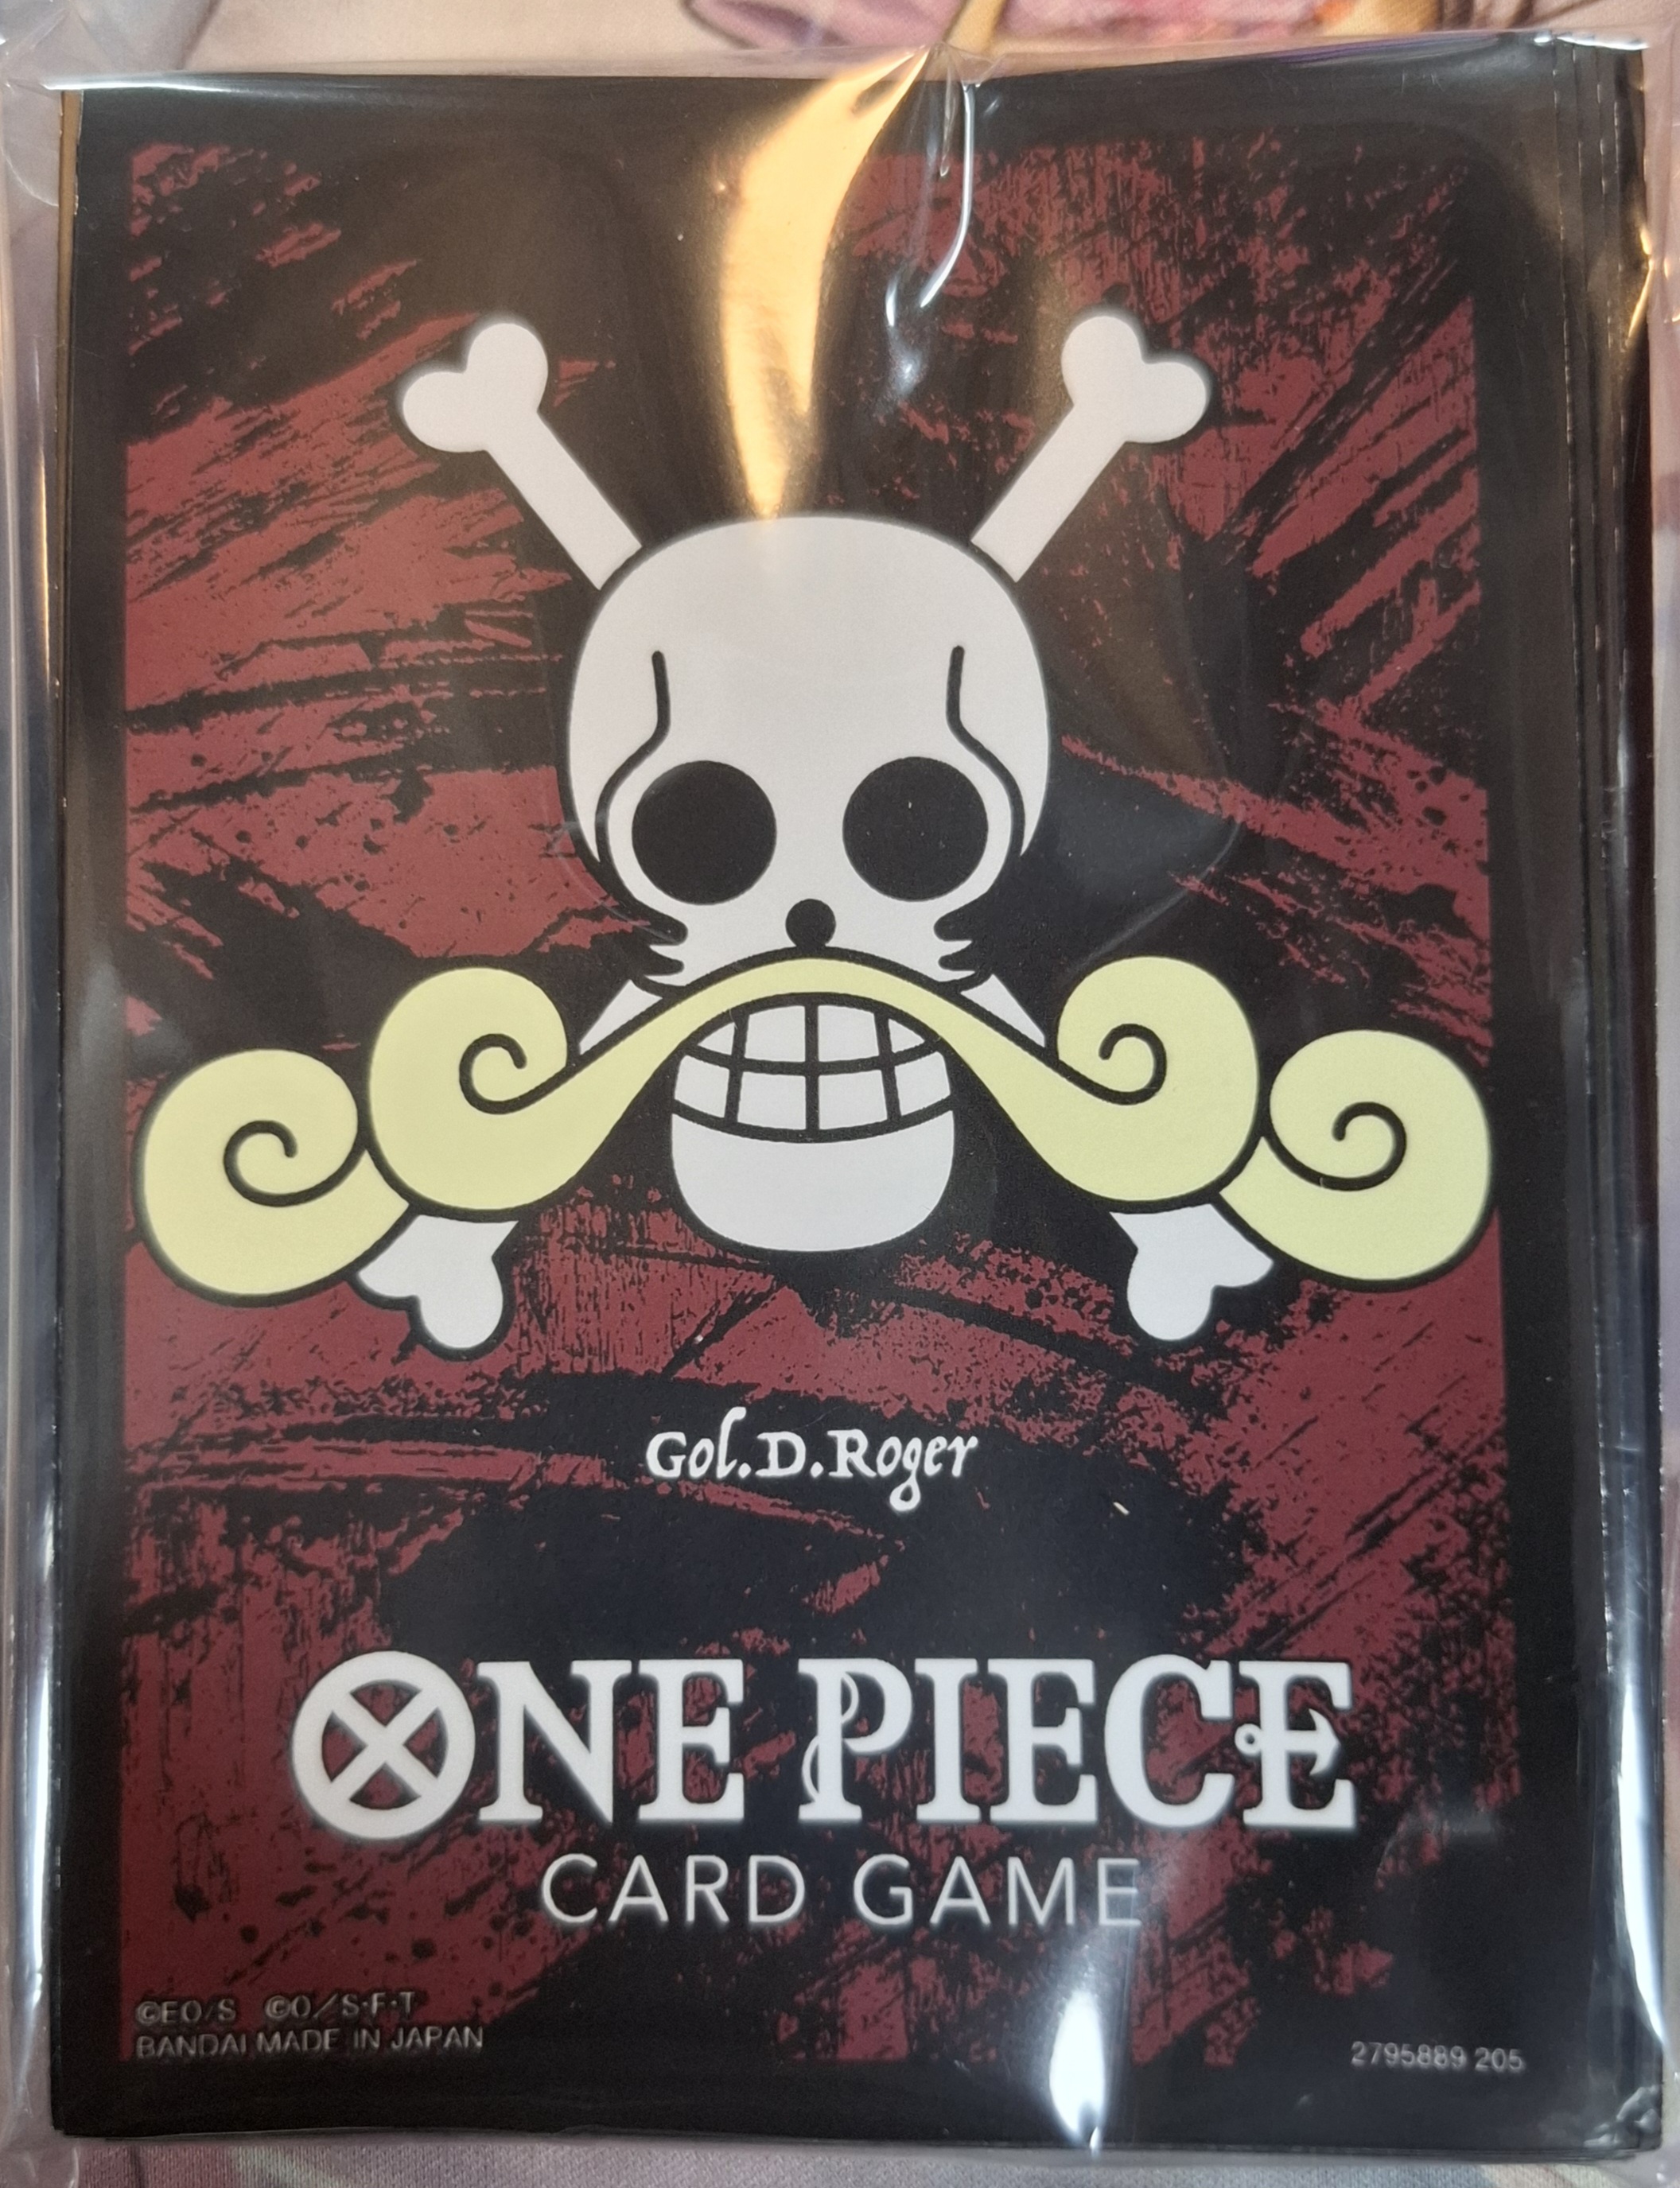 Gol.D.Roger
ONE PIECE
CARD GAME
©EO/S ©O/S·F·T
BANDAI MADE IN JAPAN
2795889 205